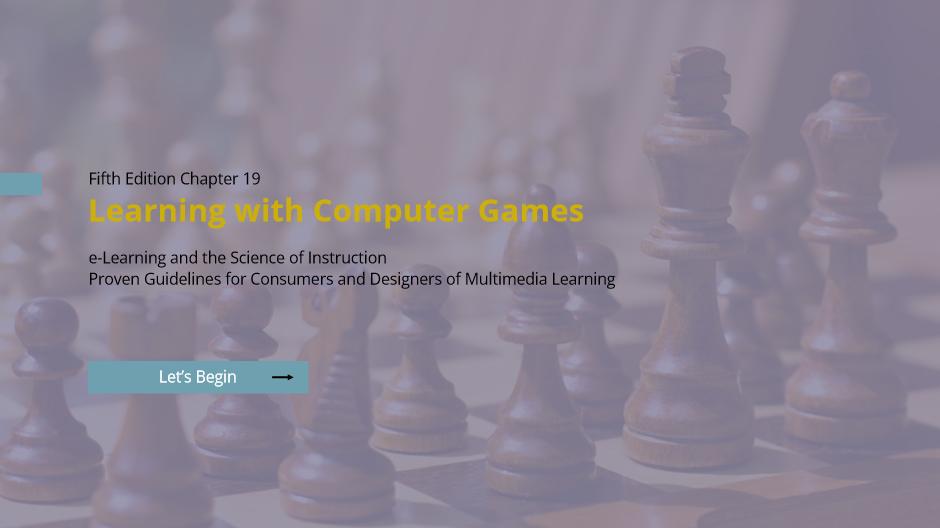 Fifth Edition Chapter 19
Learning with Computer Games
e-Learning and the Science of Instruction
Proven Guidelines for Consumers and Designers of Multimedia Learning
Let’s Begin